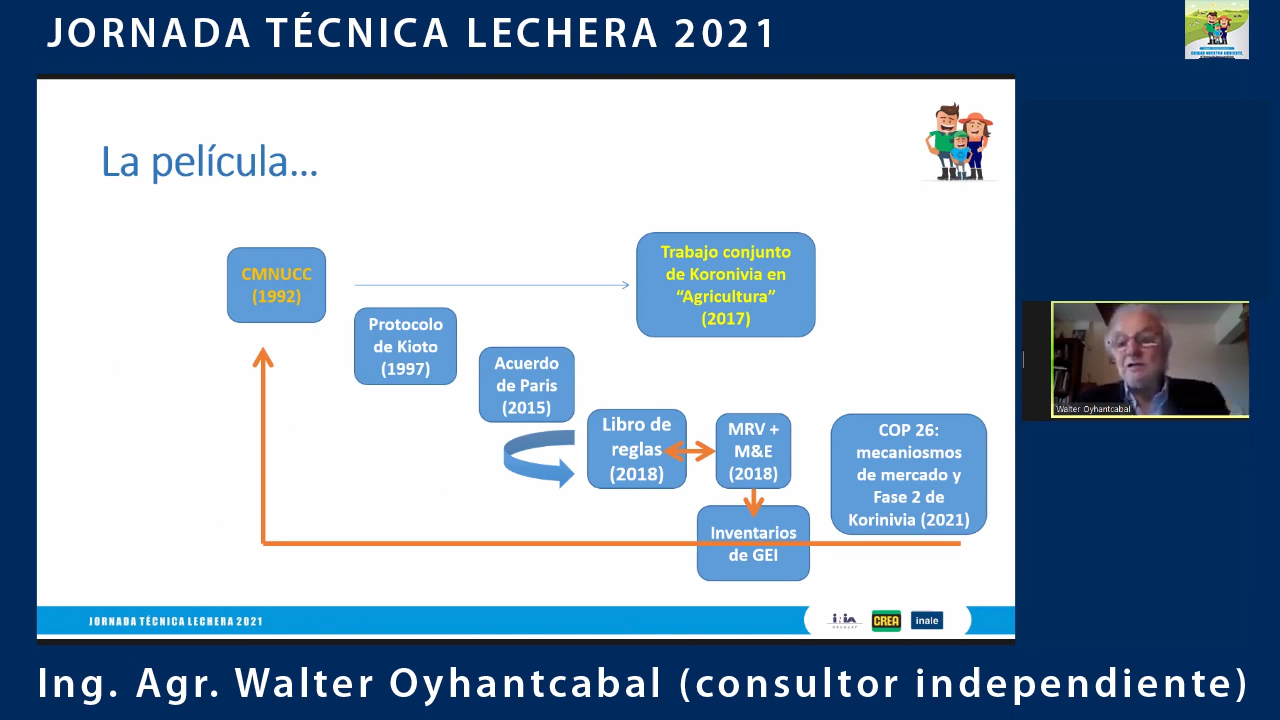 JORNADA TÉCNICA LECHERA 2021
La película...
CMNUCC
(1992)
Trabajo conjunto
de Koronivia en
“Agricultura”
(2017)
Protocolo
de Kioto
(1997)
Acuerdo
de Paris
(2015)
Libro de
reglas
(2018)
MRV +
M&E
(2018)
COP 26:
mecaniosmos
de mercado y
Fase 2 de
Korinivia (2021)
Inventarios
de GEI
Walter Oyhantcabal
JORNADA TÉCNICA LECHERA 2021
CREA
inale
Ing. Agr. Walter Oyhantcabal (consultor independiente)